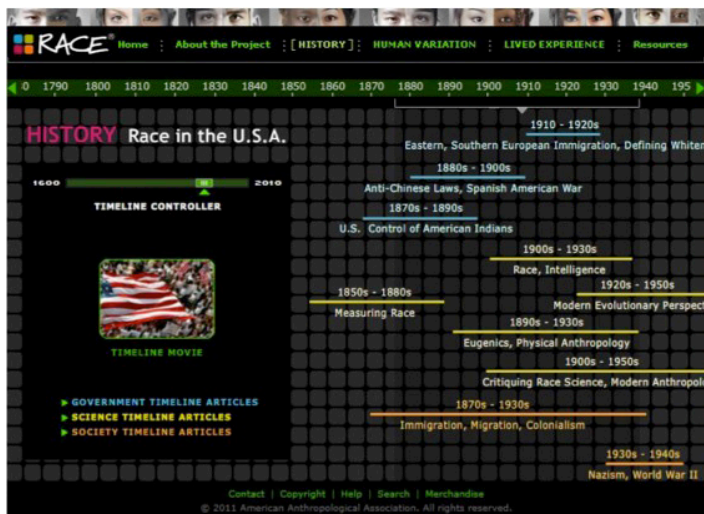 RACE® Home About the Project [HISTORY] HUMAN VARIATION LIVED EXPERIENCE Resources
0 1790 1800 1810 1820 1830 1840 1850 1860 1870 1880 1890 1900 1910 1920 1930 1940 195
HISTORY Race in the U.S.A.
1600 2010
TIMELINE CONTROLLER
TIMELINE MOVIE
GOVERNMENT TIMELINE ARTICLES
SCIENCE TIMELINE ARTICLES
SOCIETY TIMELINE ARTICLES
1910 - 1920s
Eastern, Southern European Immigration, Defining Whiten
1880s - 1900s
Anti-Chinese Laws, Spanish American War
1870s - 1890s
U.S. Control of American Indians
1900s - 1930s
Race, Intelligence
1920s - 1950s
Modern Evolutionary Perspect
1850s - 1880s
Measuring Race
1890s - 1930s
Eugenics, Physical Anthropology
1900s - 1950s
Critiquing Race Science, Modern Anthropol
1870s - 1930s
Immigration, Migration, Colonialism
1930s - 1940s
Nazism, World War II
Contact | Copyright | Help | Search | Merchandise
© 2011 American Anthropological Association. All rights reserved.